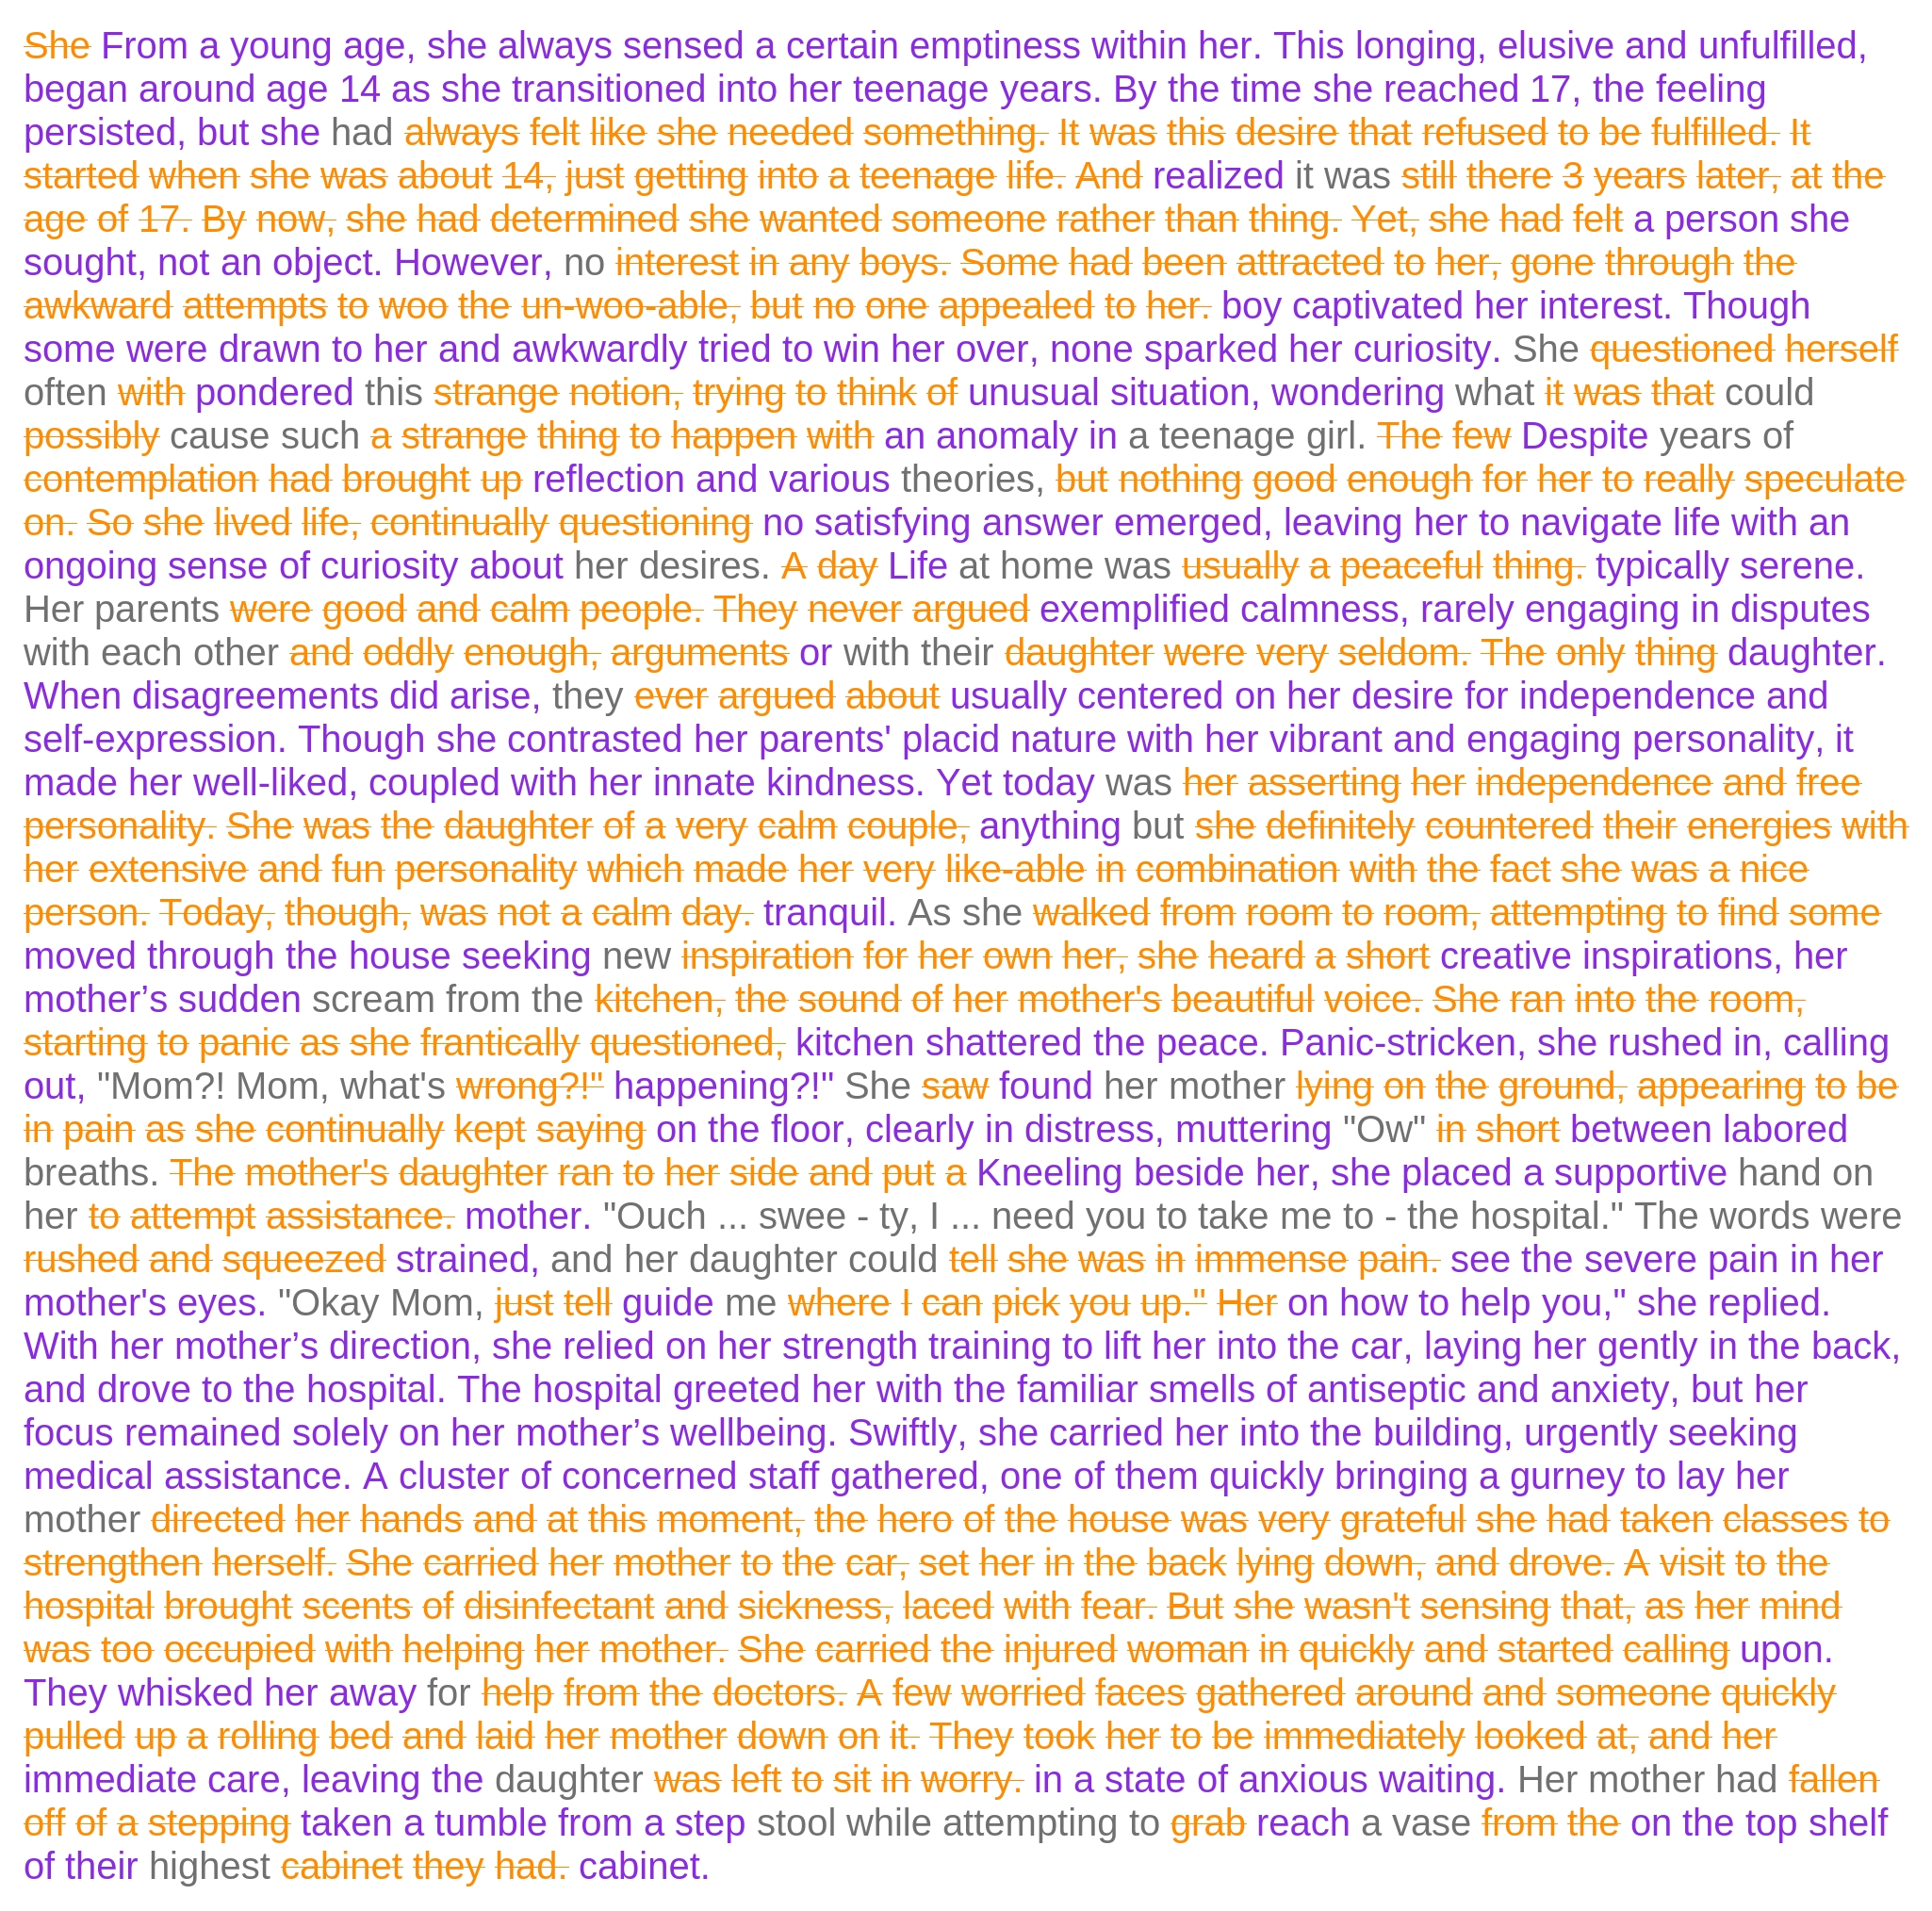 She From a young age, she always sensed a certain emptiness within her. This longing, elusive and unfulfilled,
began around age 14 as she transitioned into her teenage years. By the time she reached 17, the feeling
persisted, but she had always felt like she needed something. It was this desire that refused to be fulfilled. It
started when she was about 14, just getting into a teenage life. And realized it was still there 3 years later, at the
age of 17. By now, she had determined she wanted someone rather than thing. Yet, she had felt a person she
sought, not an object. However, no interest in any boys. Some had been attracted to her, gone through the
awkward attempts to woo the un-woo-able, but no one appealed to her. boy captivated her interest. Though
some were drawn to her and awkwardly tried to win her over, none sparked her curiosity. She questioned herself
often with pondered this strange notion, trying to think of unusual situation, wondering what it was that could
possibly cause such a strange thing to happen with an anomaly in a teenage girl. The few Despite years of
contemplation had brought up reflection and various theories, but nothing good enough for her to really speculate
on. So she lived life, continually questioning no satisfying answer emerged, leaving her to navigate life with an
ongoing sense of curiosity about her desires. A day Life at home was usually a peaceful thing. typically serene.
Her parents were good and calm people. They never argued exemplified calmness, rarely engaging in disputes
with each other and oddly enough, arguments or with their daughter were very seldom. The only thing daughter.
When disagreements did arise, they ever argued about usually centered on her desire for independence and
self-expression. Though she contrasted her parents' placid nature with her vibrant and engaging personality, it
made her well-liked, coupled with her innate kindness. Yet today was her asserting her independence and free
personality. She was the daughter of a very calm couple, anything but she definitely countered their energies with
her extensive and fun personality which made her very like-able in combination with the fact she was a nice
person. Today, though, was not a calm day. tranquil. As she walked from room to room, attempting to find some
moved through the house seeking new inspiration for her own her, she heard a short creative inspirations, her
mother’s sudden scream from the kitchen, the sound of her mother's beautiful voice. She ran into the room,
starting to panic as she frantically questioned, kitchen shattered the peace. Panic-stricken, she rushed in, calling
out, "Mom?! Mom, what's wrong?!" happening?!" She saw found her mother lying on the ground, appearing to be
in pain as she continually kept saying on the floor, clearly in distress, muttering "Ow" in short between labored
breaths. The mother's daughter ran to her side and put a Kneeling beside her, she placed a supportive hand on
her to attempt assistance. mother. "Ouch ... swee - ty, I ... need you to take me to - the hospital." The words were
rushed and squeezed strained, and her daughter could tell she was in immense pain. see the severe pain in her
mother's eyes. "Okay Mom, just tell guide me where I can pick you up." Her on how to help you," she replied.
With her mother’s direction, she relied on her strength training to lift her into the car, laying her gently in the back,
and drove to the hospital. The hospital greeted her with the familiar smells of antiseptic and anxiety, but her
focus remained solely on her mother’s wellbeing. Swiftly, she carried her into the building, urgently seeking
medical assistance. A cluster of concerned staff gathered, one of them quickly bringing a gurney to lay her
mother directed her hands and at this moment, the hero of the house was very grateful she had taken classes to
strengthen herself. She carried her mother to the car, set her in the back lying down, and drove. A visit to the
hospital brought scents of disinfectant and sickness, laced with fear. But she wasn't sensing that, as her mind
was too occupied with helping her mother. She carried the injured woman in quickly and started calling upon.
They whisked her away for help from the doctors. A few worried faces gathered around and someone quickly
pulled up a rolling bed and laid her mother down on it. They took her to be immediately looked at, and her
immediate care, leaving the daughter was left to sit in worry. in a state of anxious waiting. Her mother had fallen
off of a stepping taken a tumble from a step stool while attempting to grab reach a vase from the on the top shelf
of their highest cabinet they had. cabinet.